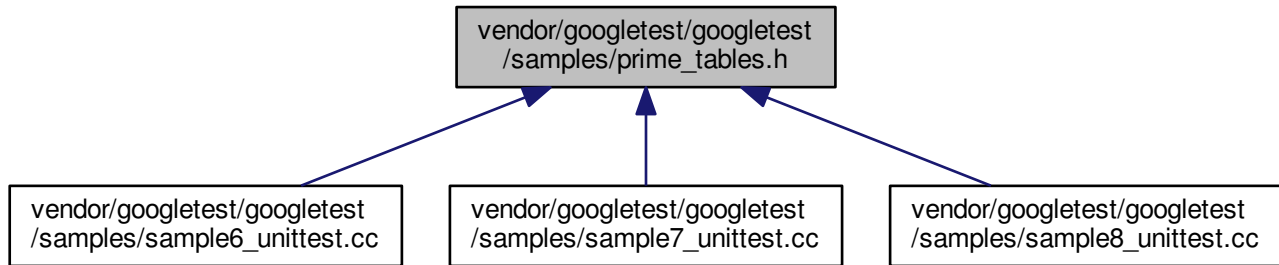 vendor/googletest/googletest
/samples/prime_tables.h
vendor/googletest/googletest
/samples/sample6_unittest.cc
vendor/googletest/googletest
/samples/sample7_unittest.cc
vendor/googletest/googletest
/samples/sample8_unittest.cc